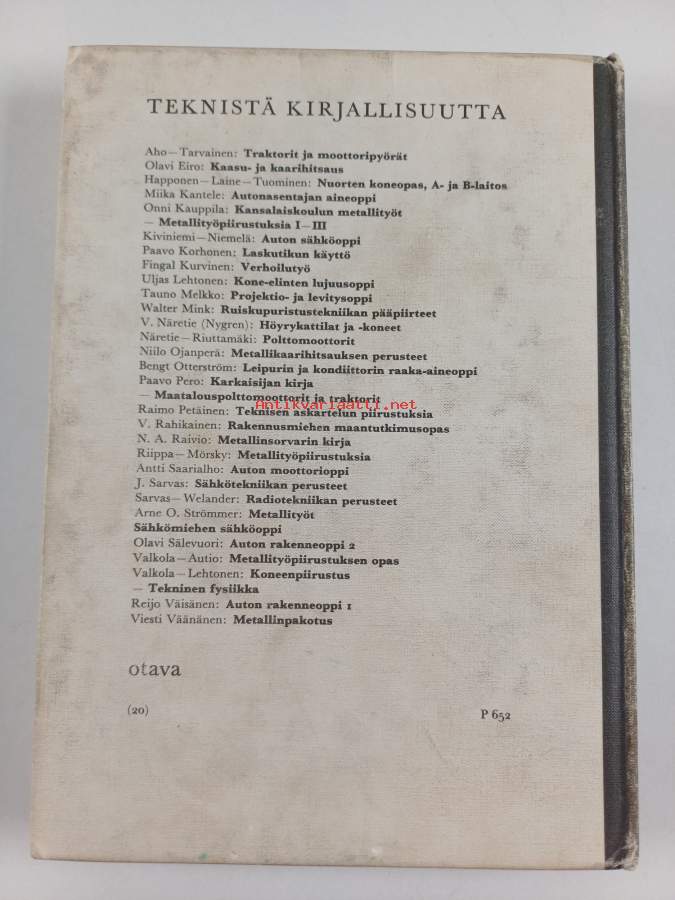 TEKNISTÄ KIRJALLISUUTTA
Aho—Tarvainen: Traktorit ja moottoripyörät
Olavi Eiro: Kaasu- ja kaarihitsaus
Happonen—Laine—Tuominen: Nuorten koneopas, A- ja B-laitos
Miika Kantele: Autonasentajan aineoppi
Onni Kauppila: Kansalaiskoulun metallityöt
— Metallityöpiirustuksia I—III
Kiviniemi—Niemelä: Auton sähköoppi
Paavo Korhonen: Laskutikun käyttö
Fingal Kurvinen: Verhoilutyö
Uljas Lehtonen: Kone-elinten lujuusoppi
Tauno Melkko: Projektio- ja levitysoppi
Walter Mink: Ruiskupuristustekniikan pääpiirteet
V. Näretie (Nygren): Höyrykattilat ja -koneet
Näretie—Riuttamäki: Polttomoottorit
Niilo Ojanperä: Metallikaarihitsauksen perusteet
Bengt Otterström: Leipurin ja kondiittorin raaka-aineoppi
Paavo Pero: Karkaisijan kirja
— Maatalouspolttomoottorit ja traktorit
Antikvariaatti.net
Raimo Petäinen: Teknisen askartelun piirustuksia
V. Rahikainen: Rakennusmiehen maantutkimusopas
N. A. Raivio: Metallinsorvarin kirja
Riippa—Mörsky: Metallityöpiirustuksia
Antti Saarialho: Auton moottorioppi
J. Sarvas: Sähkötekniikan perusteet
Sarvas—Welander: Radiotekniikan perusteet
Arne O. Strömmer: Metallityöt
Sähkömiehen sähköoppi
Olavi Sälevuori: Auton rakenneoppi 2
Valkola—Autio: Metallityöpiirustuksen opas
Valkola—Lehtonen: Koneenpiirustus
— Tekninen fysiikka
Reijo Väisänen: Auton rakenneoppi 1
Viesti Väänänen: Metallinpakotus
otava
(20) P 652